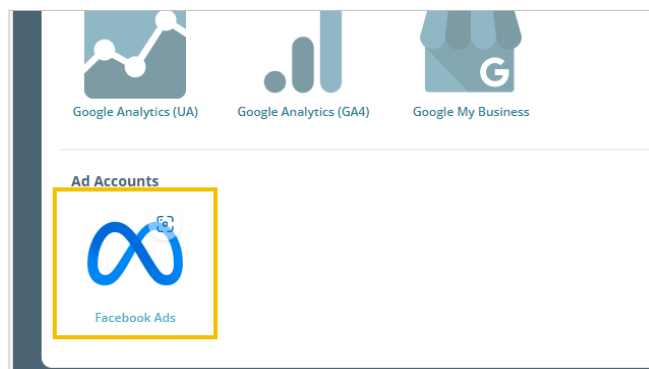 Google Analytics (UA)
Google Analytics (GA4)
G
Google My Business
Ad Accounts
Facebook Ads